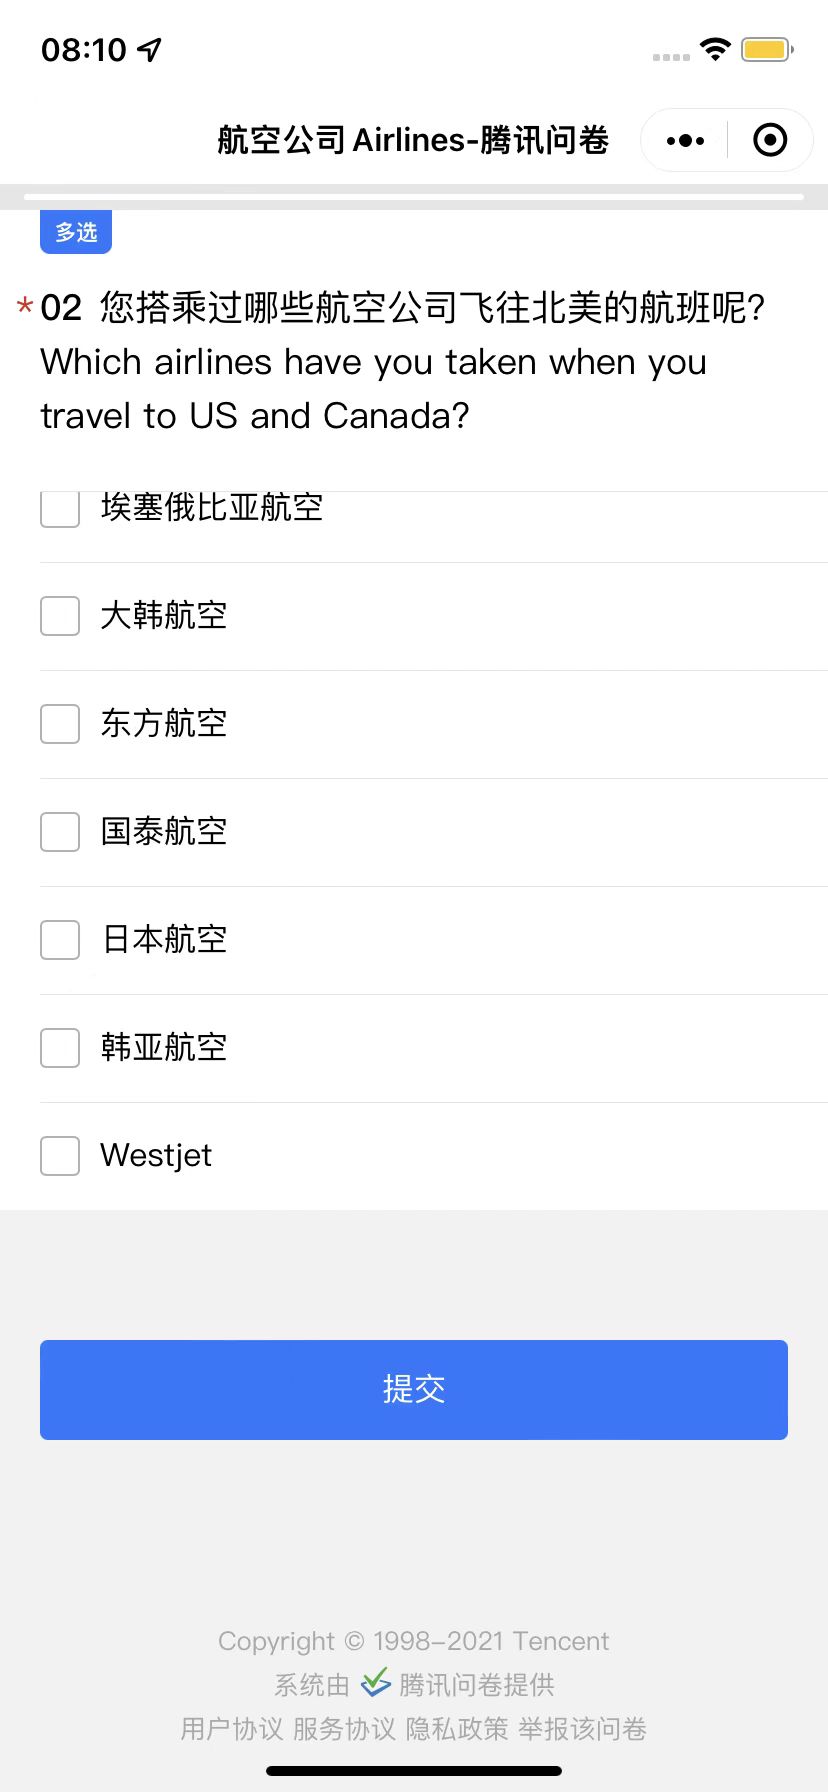 08:10
航空公司 Airlines-腾讯问卷
多选
*02 您搭乘过哪些航空公司飞往北美的航班呢?
Which airlines have you taken when you
travel to US and Canada?
埃塞俄比亚航空
大韩航空
东方航空
国泰航空
日本航空
韩亚航空
Westjet
提交
Copyright © 1998-2021 Tencent
系统由 腾讯问卷提供
用户协议 服务协议 隐私政策 举报该问卷